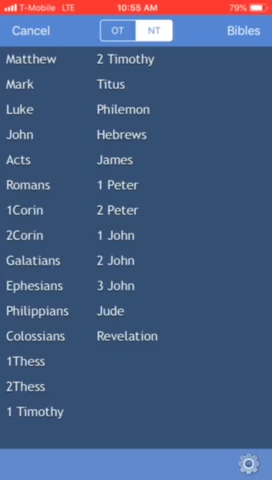 T-Mobile LTE 10:55 AM 79%
Cancel OT NT Bibles
Matthew 2 Timothy
Mark Titus
Luke Philemon
John Hebrews
Acts James
Romans 1 Peter
1Corin 2 Peter
2Corin 1 John
Galatians 2 John
Ephesians 3 John
Philippians Jude
Colossians Revelation
1Thess
2Thess
1 Timothy